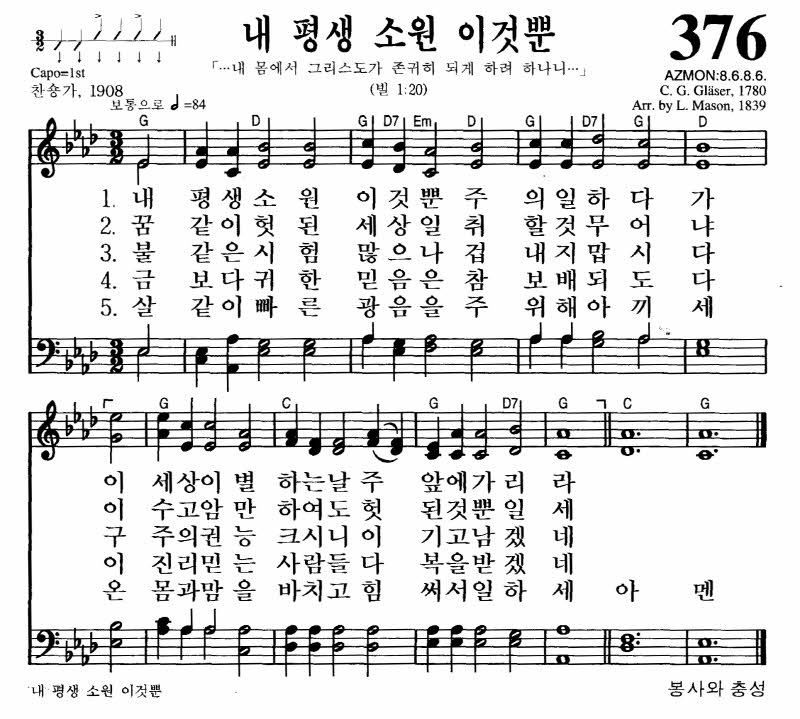 내 평생 소원 이것뿐
376
「…내 몸에서 그리스도가 존귀히 되게 하려 하나니…」
(빌 1:20)
Capo=1st
찬숑가, 1908
AZMON:8.6.8.6.
C. G. Gläser, 1780
Arr. by L. Mason, 1839
보통으로 𝅗𝅥=84
G D G D7 Em D G D7 G D
3 2
1. 내 평생소원 이것뿐주 의일하다가
2. 꿈 같이헛된 세상일취 할것무어냐
3. 불 같은시험 많으나겁 내지맙시다
4. 금 보다귀한 믿음은참 보배되도다
5. 살 같이빠른 광음을주 위해아끼세
3 2
G C G D7 G C G
이 세상이별 하는날주 앞에가리라
이 수고암만 하여도헛 된것뿐일세
구 주의권능 크시니이 기고남겠네
이 진리믿는 사람들다 복을받겠네
온 몸과맘을 바치고힘 써서일하세 아 멘
내 평생 소원 이것뿐
봉사와 충성